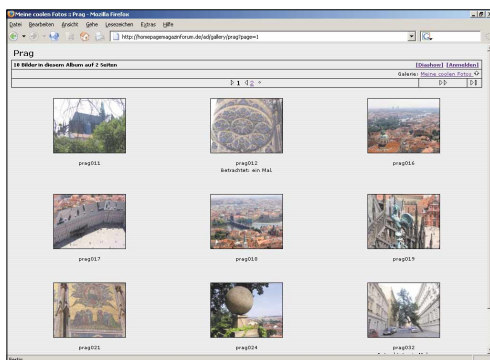 Meine coolen Fotos :: Prag - Mozilla Firefox
Datei Bearbeiten Ansicht Gehe Lesezeichen Extras Hilfe
http://homepagemagazinforum.de/ad/gallery/prag?page=1
Prag
10 Bilder in diesem Album auf 2 Seiten [Diashow] [Anmelden]
Galerie: Meine coolen Fotos
1 2
prag011 prag012 prag016
Betrachtet: ein Mal.
prag017 prag018 prag019
prag021 prag024 prag032
Fertig